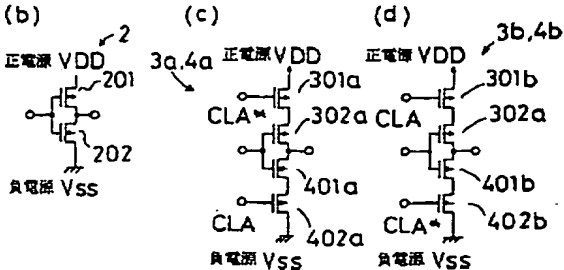 (b)
2
正電源 VDD
201
202
負電源 VSS
(c)
3a,4a
正電源 VDD
301a
CLA*
302a
401a
CLA
402a
負電源 VSS
(d)
3b,4b
正電源 VDD
301b
CLA
302a
401b
CLA*
402b
負電源 VSS